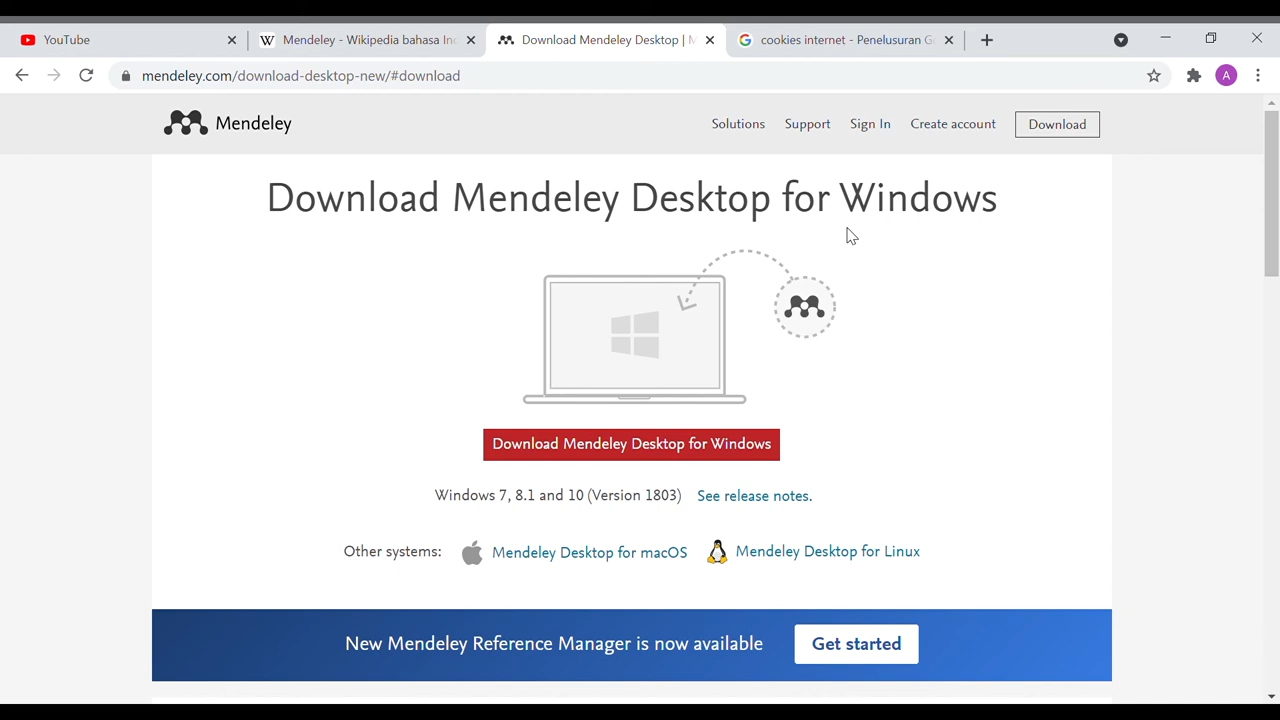 YouTube
Mendeley - Wikipedia bahasa In
Download Mendeley Desktop | M
cookies internet - Penelusuran G
mendeley.com/download-desktop-new/#download
A
Mendeley
Solutions
Support
Sign In
Create account
Download
Download Mendeley Desktop for Windows
Download Mendeley Desktop for Windows
Windows 7, 8.1 and 10 (Version 1803) See release notes.
Other systems: Mendeley Desktop for macOS Mendeley Desktop for Linux
New Mendeley Reference Manager is now available
Get started